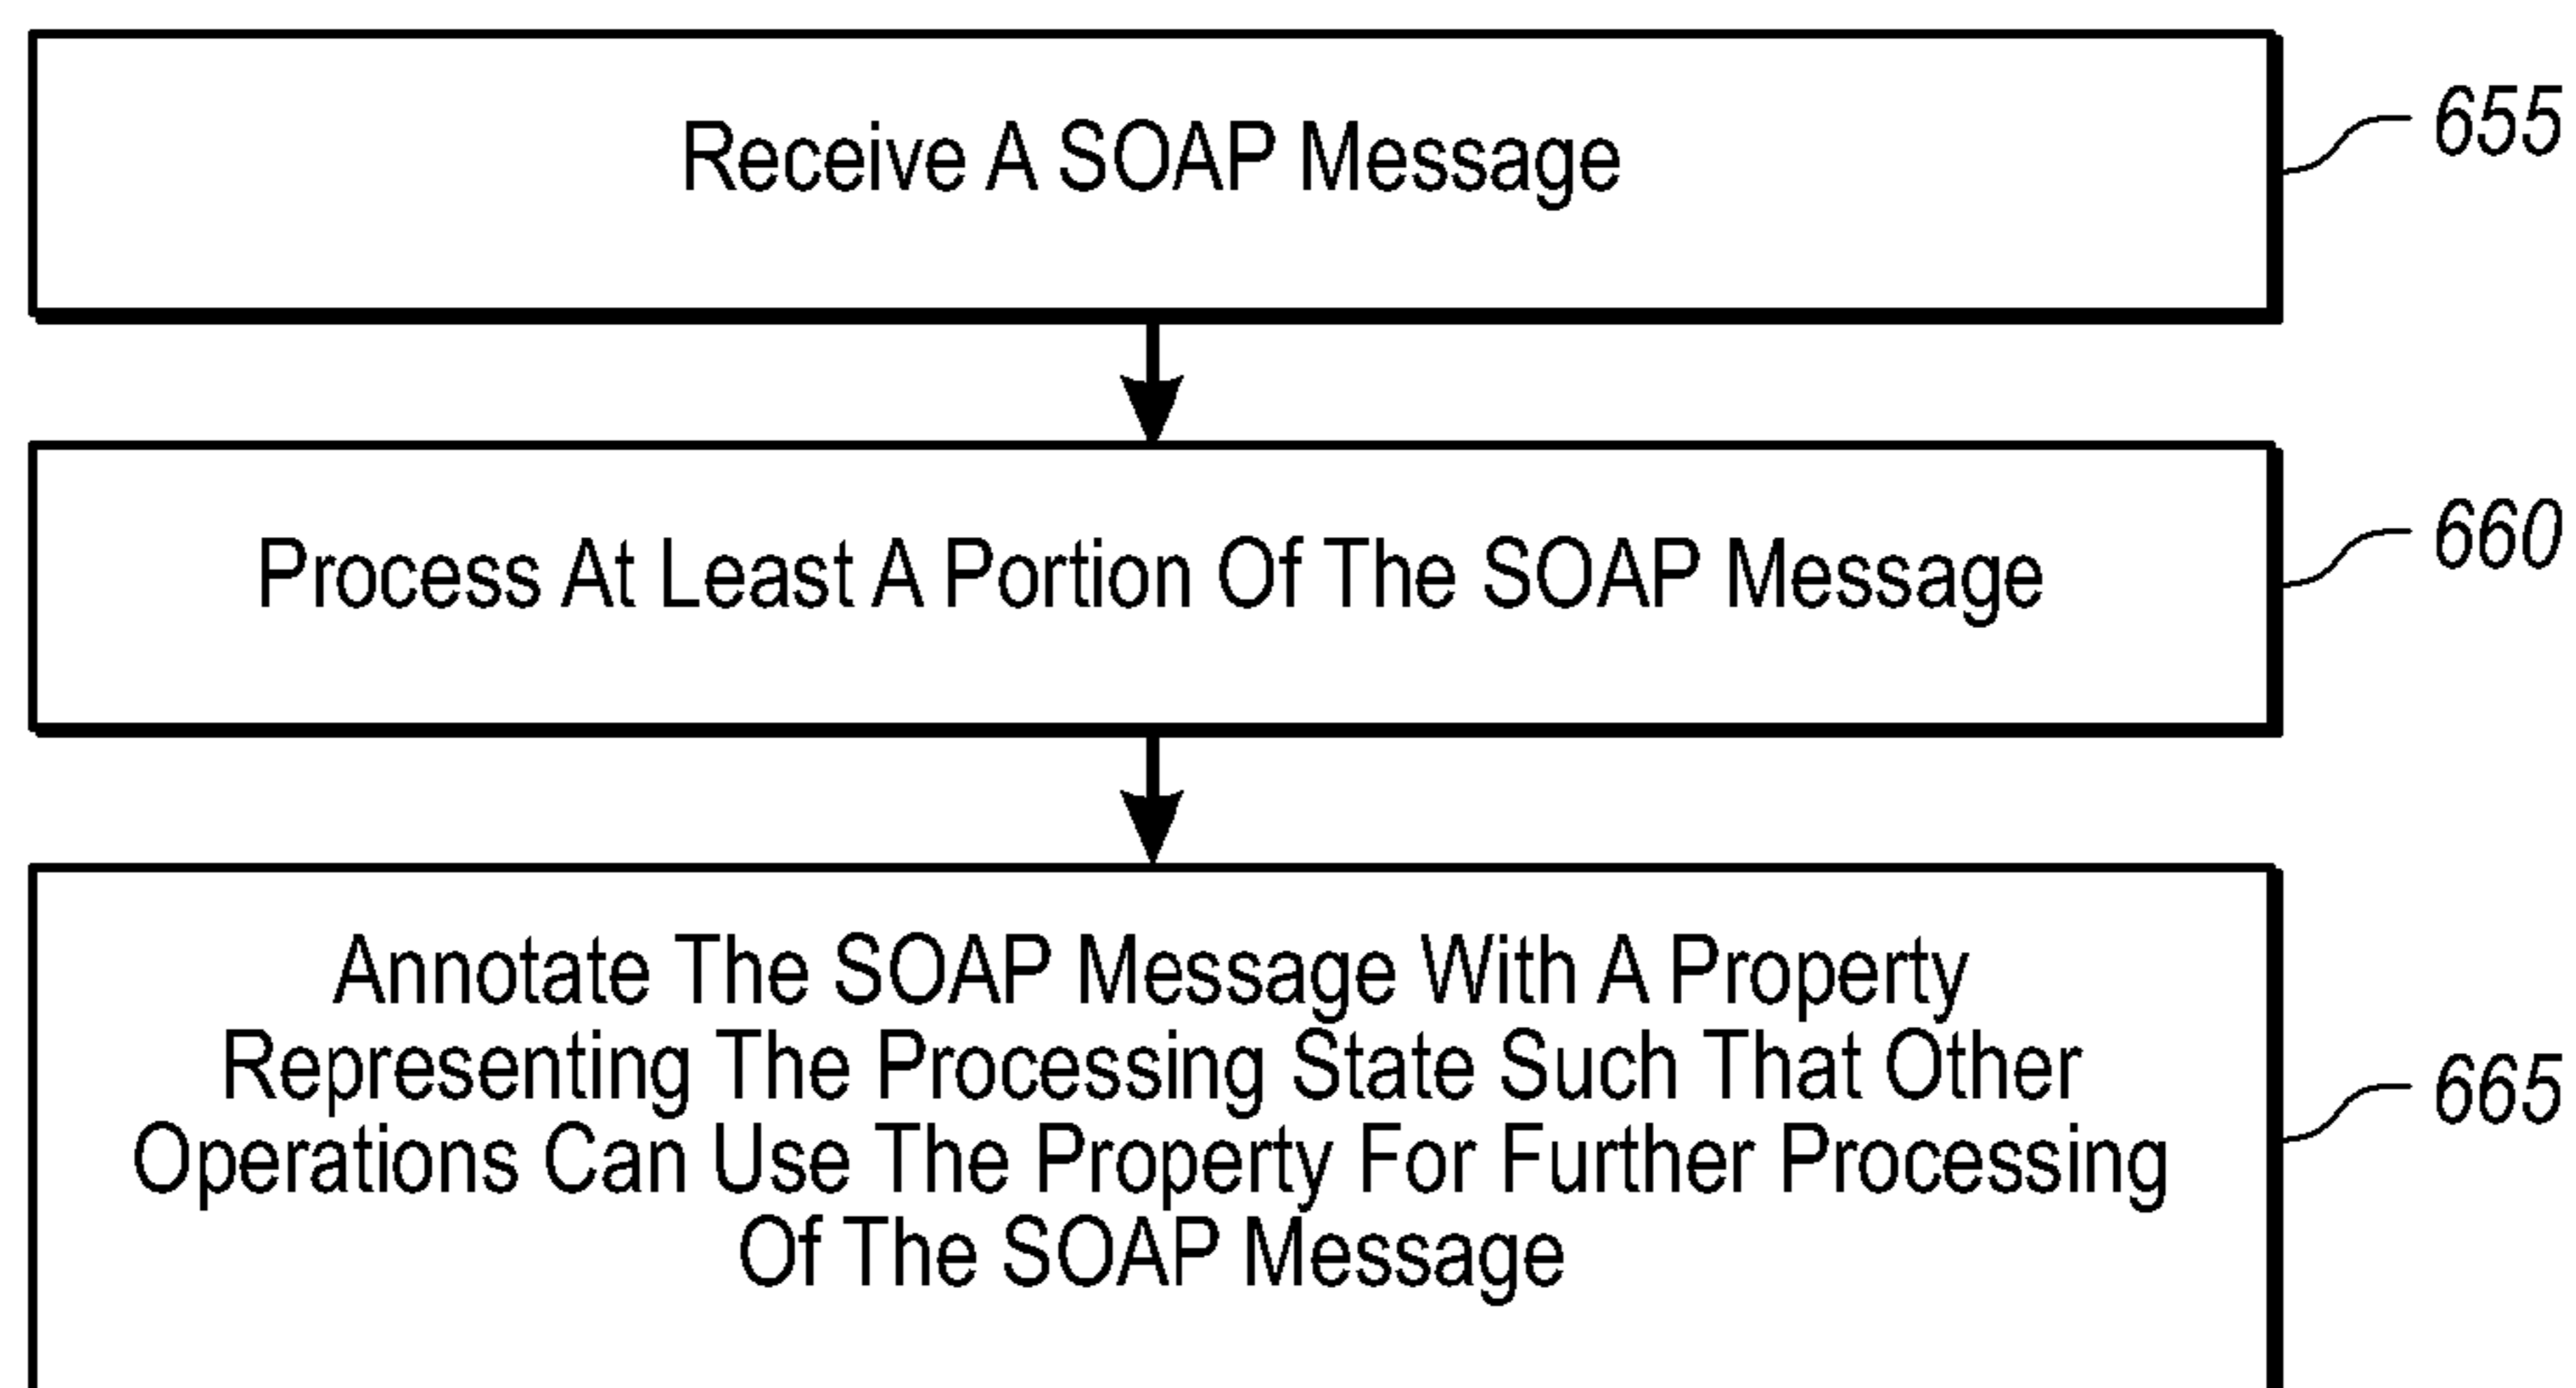 Receive A SOAP Message
655
Process At Least A Portion Of The SOAP Message
660
Annotate The SOAP Message With A Property
Representing The Processing State Such That Other
Operations Can Use The Property For Further Processing
Of The SOAP Message
665